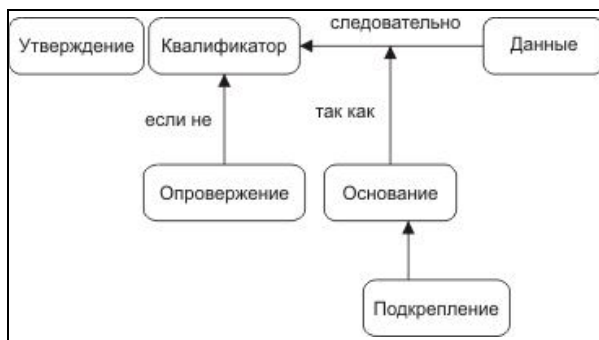 следовательно
Утверждение
Квалификатор
Данные
если не
так как
Опровержение
Основание
Подкрепление